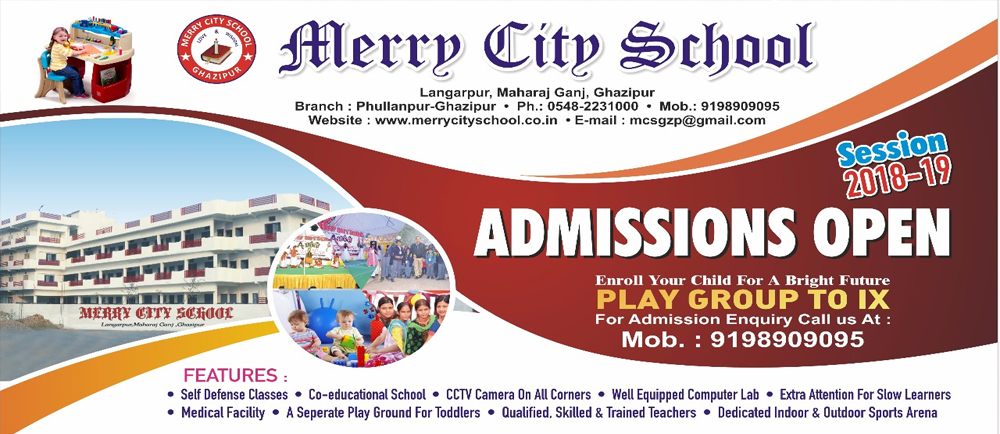 MERRY CITY SCHOOL
LOVE & WISDOM
GHAZIPUR
Merry City School
Langarpur, Maharaj Ganj, Ghazipur
Branch : Phullanpur-Ghazipur • Ph.: 0548-2231000 • Mob.: 9198909095
Website : www.merrycityschool.co.in • E-mail : mcsgzp@gmail.com
Session
2018-19
ADMISSIONS OPEN
Enroll Your Child For A Bright Future
PLAY GROUP TO IX
For Admission Enquiry Call us At :
Mob. : 9198909095
MERRY CITY SCHOOL
Langarpur,Maharaj Ganj ,Ghazipur
FEATURES :
• Self Defense Classes • Co-educational School • CCTV Camera On All Corners • Well Equipped Computer Lab • Extra Attention For Slow Learners
• Medical Facility • A Seperate Play Ground For Toddlers • Qualified, Skilled & Trained Teachers • Dedicated Indoor & Outdoor Sports Arena